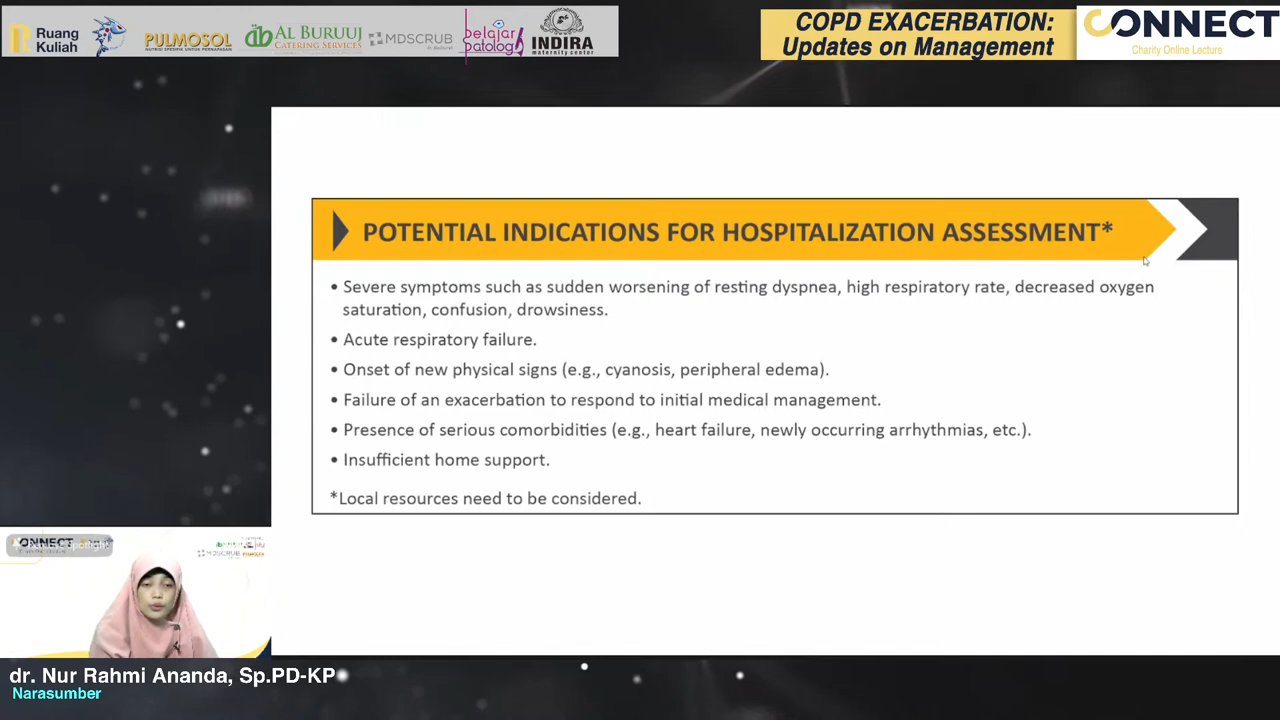 Ruang
Kuliah
PULMOSOL
NUTRISI SPESIFIK UNTUK PERNAPASAN
AL BURUUJ
CATERING SERVICES
MDSCRUB
belajar
patologi
INDIRA
maternity center
COPD EXACERBATION:
Updates on Management
CONNECT
Charity Online Lecture
POTENTIAL INDICATIONS FOR HOSPITALIZATION ASSESSMENT*
• Severe symptoms such as sudden worsening of resting dyspnea, high respiratory rate, decreased oxygen
saturation, confusion, drowsiness.
• Acute respiratory failure.
• Onset of new physical signs (e.g., cyanosis, peripheral edema).
• Failure of an exacerbation to respond to initial medical management.
• Presence of serious comorbidities (e.g., heart failure, newly occurring arrhythmias, etc.).
• Insufficient home support.
*Local resources need to be considered.
CONNECT
MDSCRUB
dr. Nur Rahmi Ananda, Sp.PD-KP
Narasumber